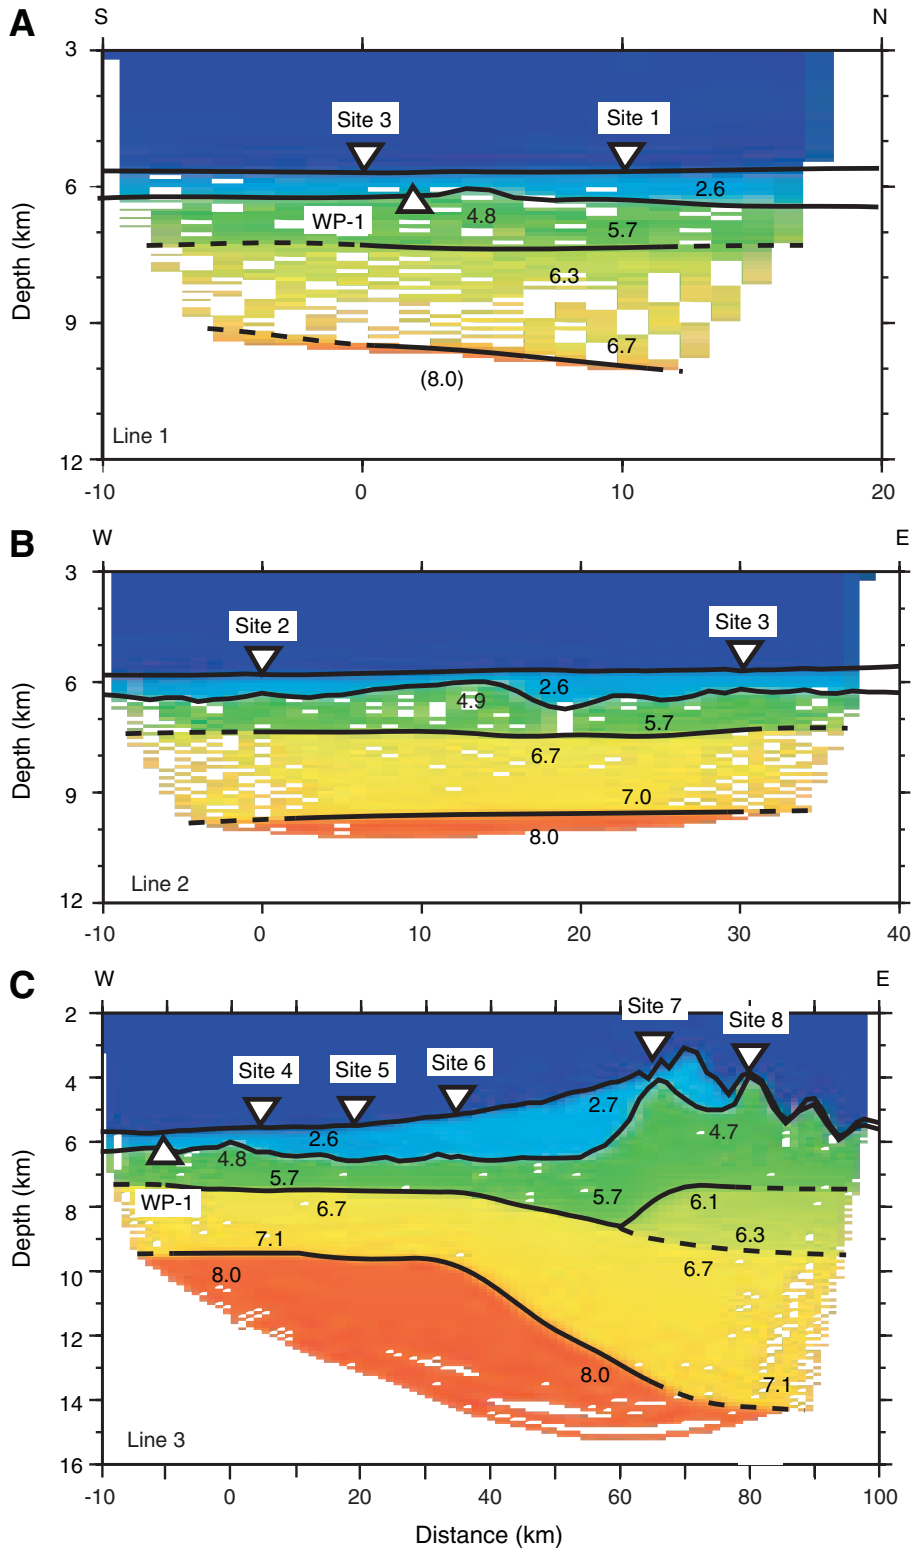 A
S N
3
Site 3 Site 1
6
2.6
WP-1 4.8 5.7
6.3
Depth (km)
9
6.7
(8.0)
Line 1
12
-10 0 10 20
B
W E
3
Site 2 Site 3
6
4.9 2.6
5.7
6.7
Depth (km)
9
7.0
8.0
Line 2
12
-10 0 10 20 30 40
C
W E
2
Site 7 Site 8
4
Site 4 Site 5 Site 6
2.7
6
2.6 4.7
4.8
5.7 5.7 6.1
WP-1 6.7
8
7.1 6.3
6.7
Depth (km)
10
8.0
12
8.0 7.1
14
Line 3
16
-10 0 20 40 60 80 100
Distance (km)